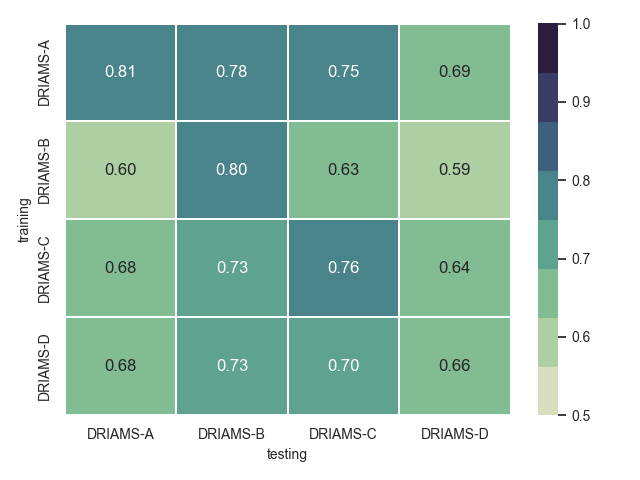 DRIAMS-A
0.81 0.78 0.75 0.69
DRIAMS-B
0.60 0.80 0.63 0.59
DRIAMS-C
0.68 0.73 0.76 0.64
DRIAMS-D
0.68 0.73 0.70 0.66
training
DRIAMS-A DRIAMS-B DRIAMS-C DRIAMS-D
testing
1.0
0.9
0.8
0.7
0.6
0.5